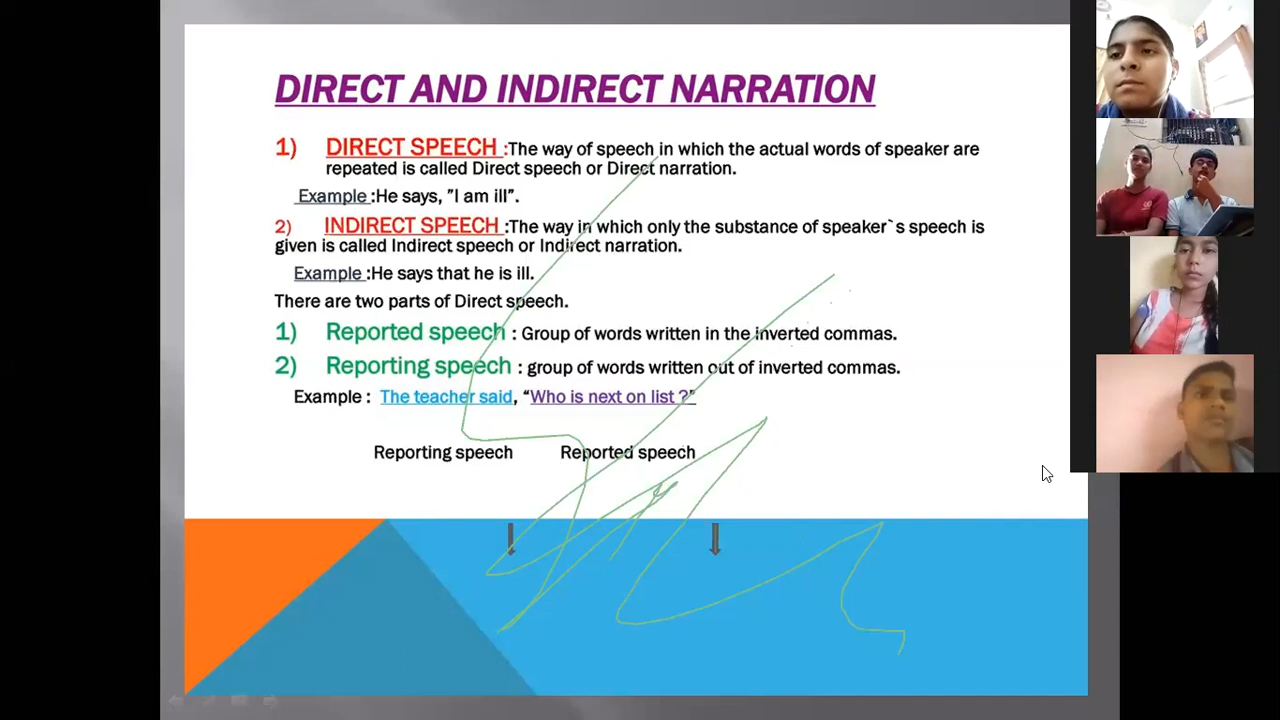 DIRECT AND INDIRECT NARRATION
1) DIRECT SPEECH :The way of speech in which the actual words of speaker are
repeated is called Direct speech or Direct narration.
Example :He says, ”I am ill”.
2) INDIRECT SPEECH :The way in which only the substance of speaker`s speech is
given is called Indirect speech or Indirect narration.
Example :He says that he is ill.
There are two parts of Direct speech.
1) Reported speech : Group of words written in the inverted commas.
2) Reporting speech : group of words written out of inverted commas.
Example : The teacher said, “Who is next on list ?”
Reporting speech Reported speech